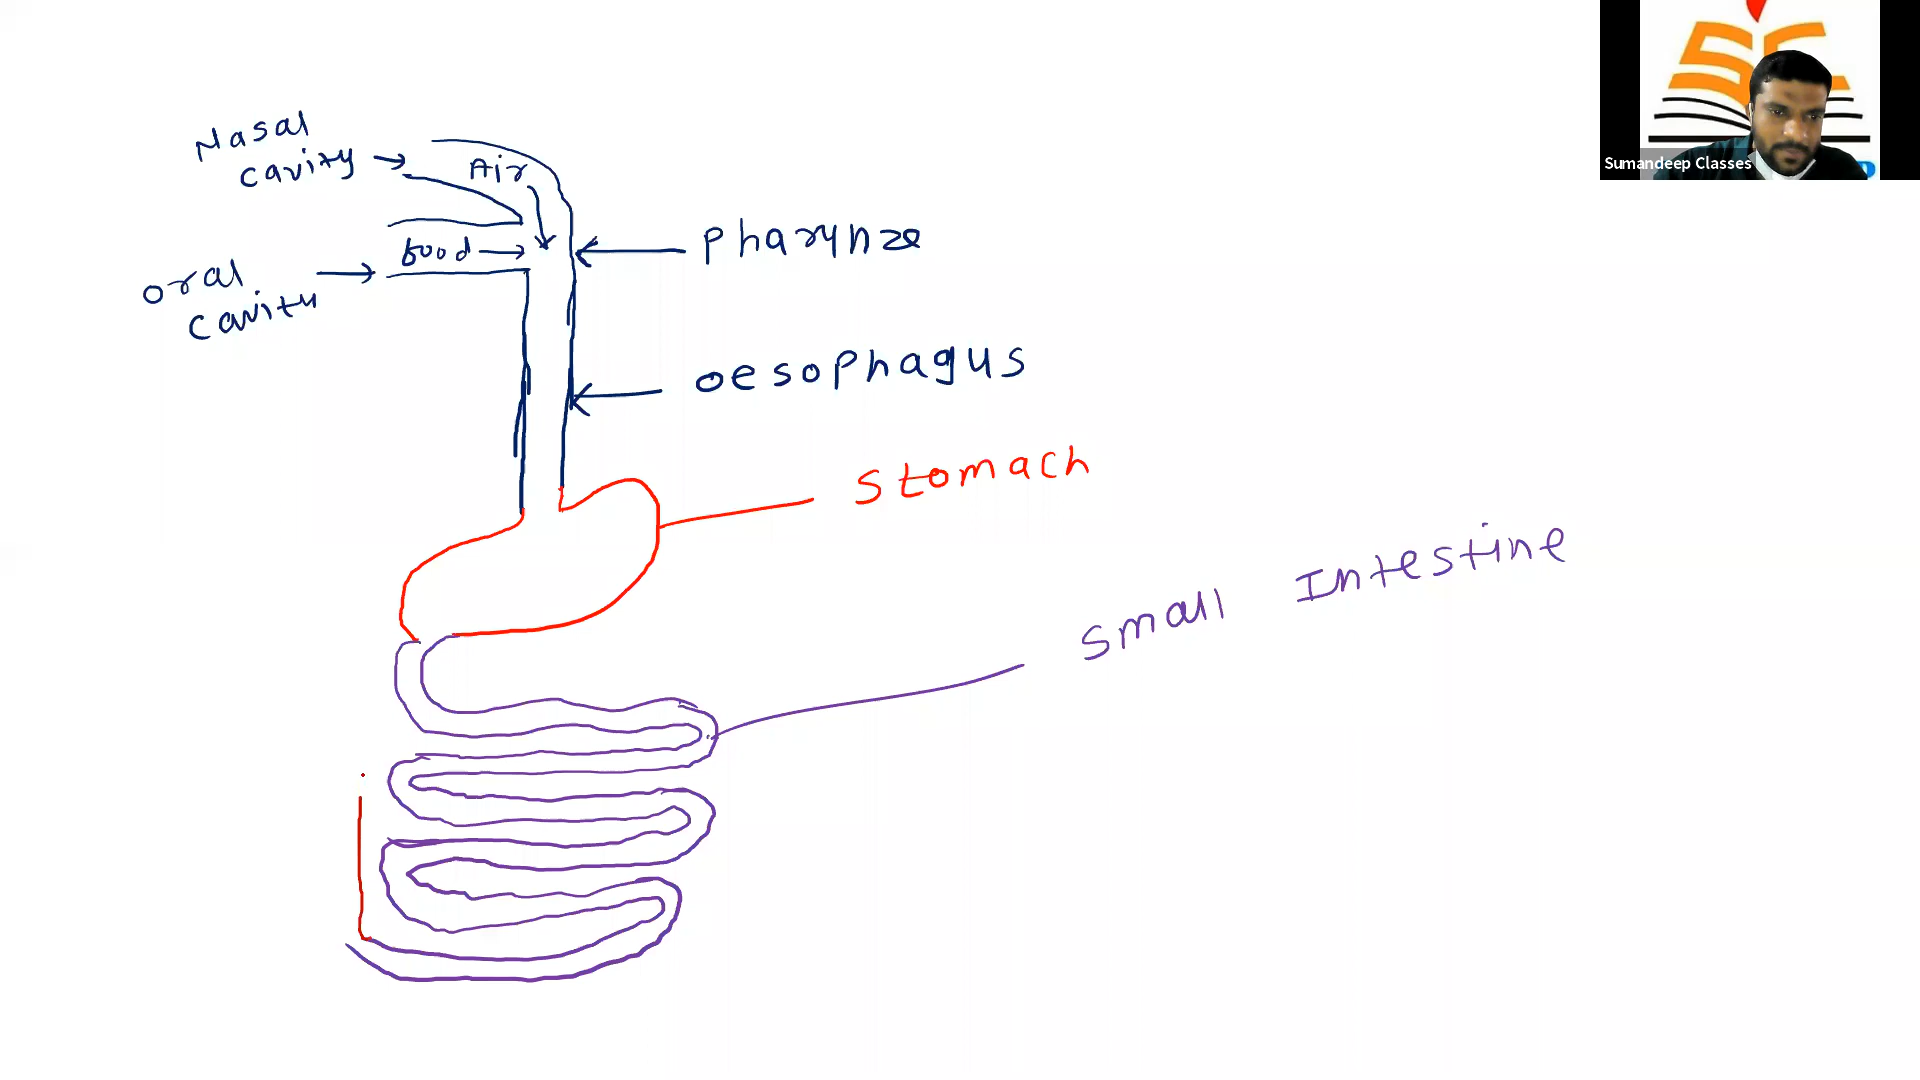 Nasal
cavity
Air
food
oral
cavity
Pharynx
oesophagus
Stomach
Small Intestine
Sumandeep Classes